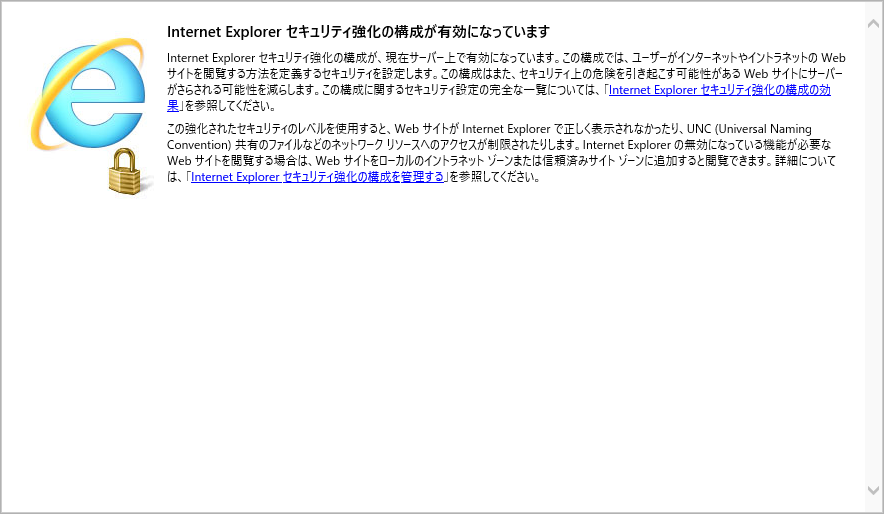 Internet Explorer セキュリティ強化の構成が有効になっています
Internet Explorer セキュリティ強化の構成が、現在サーバー上で有効になっています。この構成では、ユーザーがインターネットやイントラネットの Web
サイトを閲覧する方法を定義するセキュリティを設定します。この構成はまた、セキュリティ上の危険を引き起こす可能性がある Web サイトにサーバー
がさらされる可能性を減らします。この構成に関するセキュリティ設定の完全な一覧については、「Internet Explorer セキュリティ強化の構成の効
果」を参照してください。
この強化されたセキュリティのレベルを使用すると、Web サイトが Internet Explorer で正しく表示されなかったり、UNC (Universal Naming
Convention) 共有のファイルなどのネットワーク リソースへのアクセスが制限されたりします。Internet Explorer の無効になっている機能が必要な
Web サイトを閲覧する場合は、Web サイトをローカルのイントラネット ゾーンまたは信頼済みサイト ゾーンに追加すると閲覧できます。詳細について
は、「Internet Explorer セキュリティ強化の構成を管理する」を参照してください。